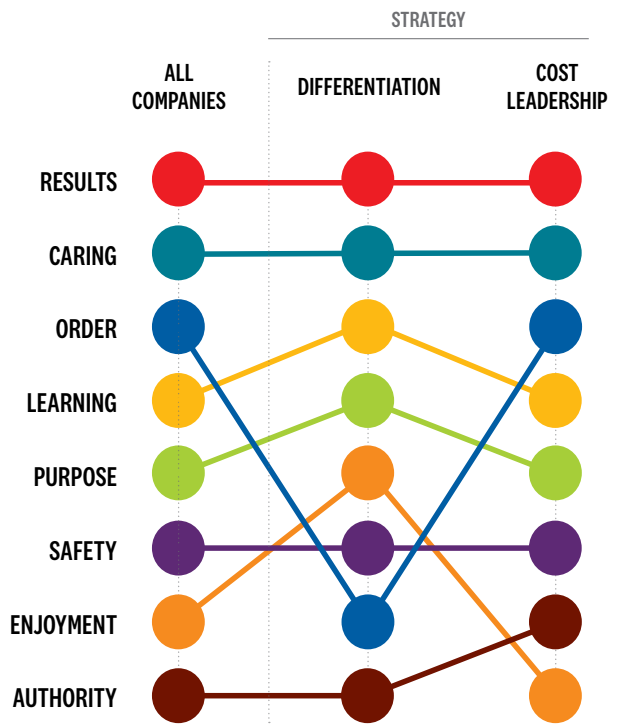 STRATEGY
ALL
COMPANIES
DIFFERENTIATION
COST
LEADERSHIP
RESULTS
CARING
ORDER
LEARNING
PURPOSE
SAFETY
ENJOYMENT
AUTHORITY